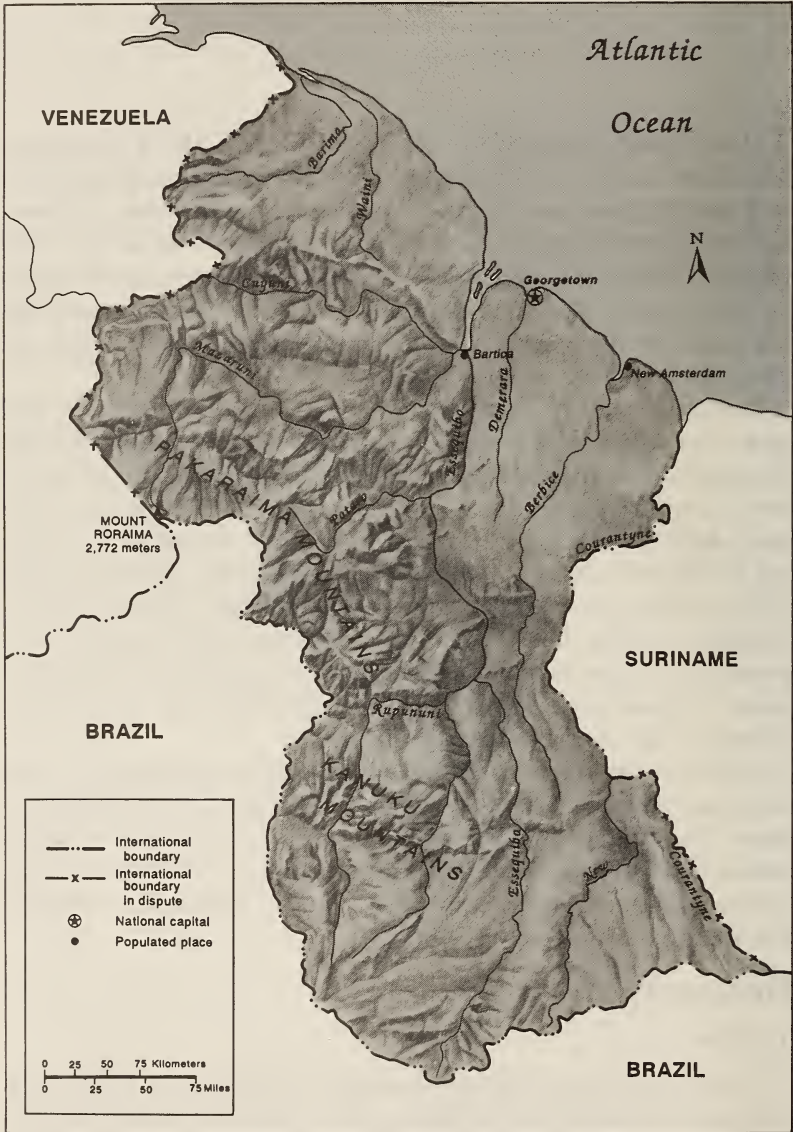 Atlantic
Ocean
VENEZUELA
Barima
Waini
N
Georgetown
Cuyuni
Bartica
Mazaruni
New Amsterdam
Demerara
Essequibo
Berbice
PAKARAIMA MOUNTAINS
Potaro
MOUNT
RORAIMA
2,772 meters
Courantyne
SURINAME
BRAZIL
Rupununi
KANUKU
MOUNTAINS
Essequibo
New
Courantyne
International
boundary
International
boundary
in dispute
National capital
Populated place
0 25 50 75 Kilometers
0 25 50 75 Miles
BRAZIL